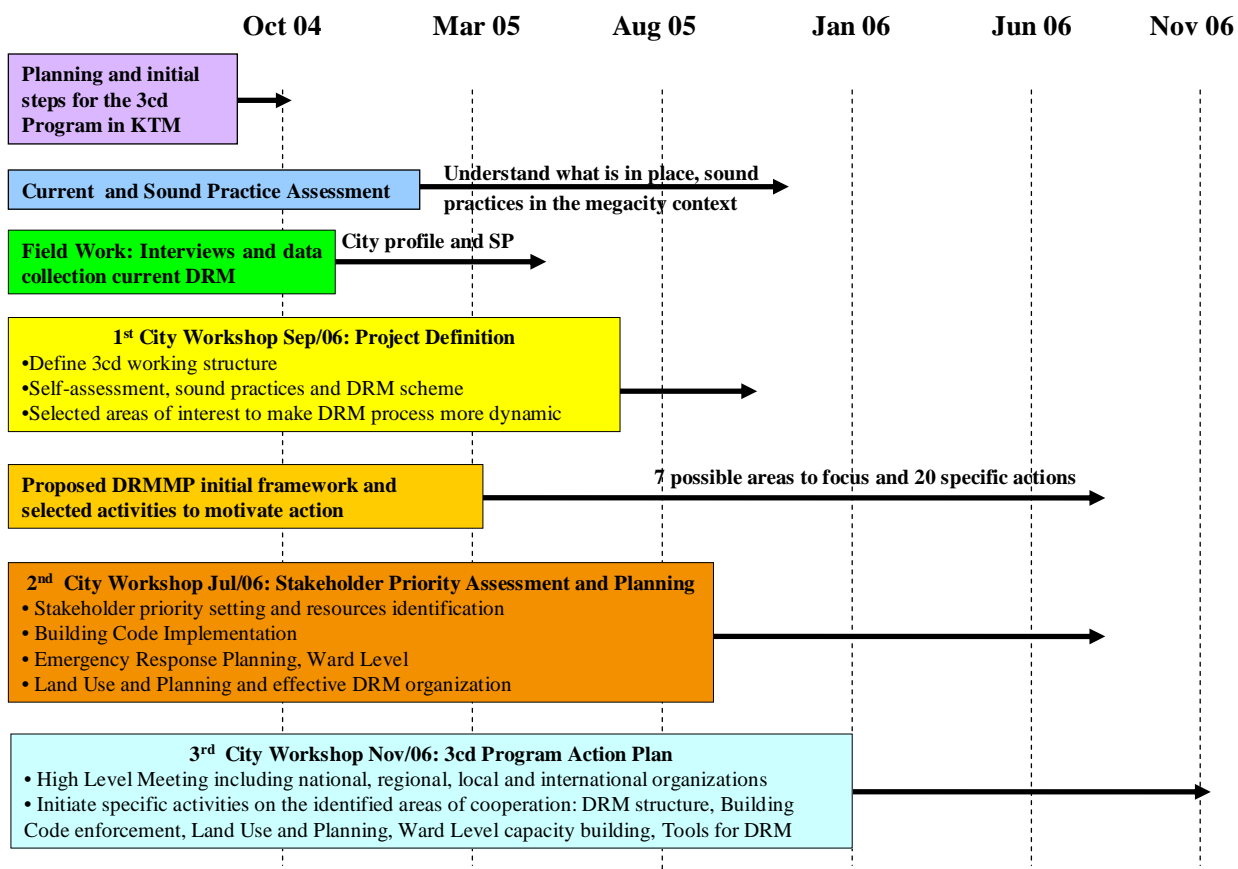 Oct 04 Mar 05 Aug 05 Jan 06 Jun 06 Nov 06
Planning and initial
steps for the 3cd
Program in KTM
Current and Sound Practice Assessment
Understand what is in place, sound
practices in the megacity context
Field Work: Interviews and data
collection current DRM
City profile and SP
1st City Workshop Sep/06: Project Definition
•Define 3cd working structure
•Self-assessment, sound practices and DRM scheme
•Selected areas of interest to make DRM process more dynamic
Proposed DRMMP initial framework and
selected activities to motivate action
7 possible areas to focus and 20 specific actions
2nd City Workshop Jul/06: Stakeholder Priority Assessment and Planning
• Stakeholder priority setting and resources identification
• Building Code Implementation
• Emergency Response Planning, Ward Level
• Land Use and Planning and effective DRM organization
3rd City Workshop Nov/06: 3cd Program Action Plan
• High Level Meeting including national, regional, local and international organizations
• Initiate specific activities on the identified areas of cooperation: DRM structure, Building
Code enforcement, Land Use and Planning, Ward Level capacity building, Tools for DRM